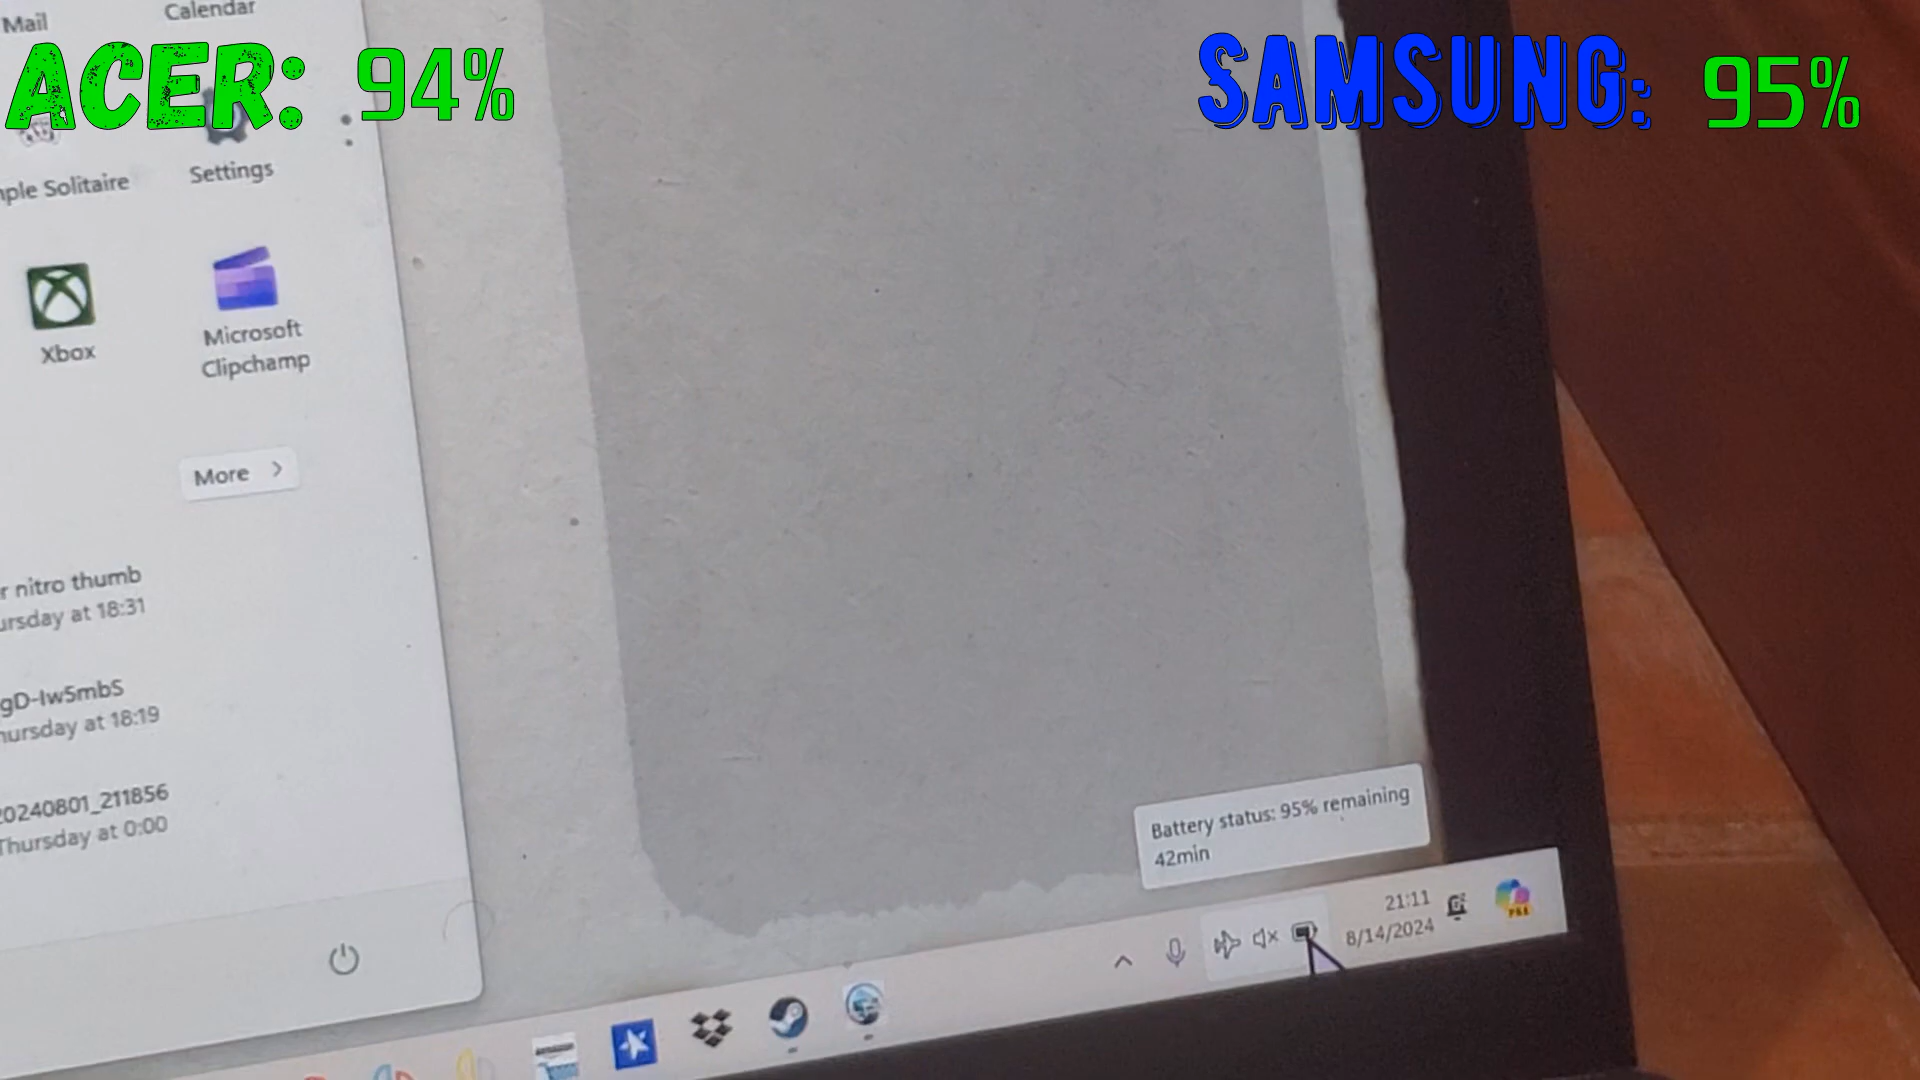 Mail
Calendar
ACER: 94%
SAMSUNG: 95%
ple Solitaire
Settings
Xbox
Microsoft
Clipchamp
More
r nitro thumb
ursday at 18:31
gD-Iw5mbS
hursday at 18:19
20240801_211856
Thursday at 0:00
Battery status: 95% remaining
42min
21:11
8/14/2024